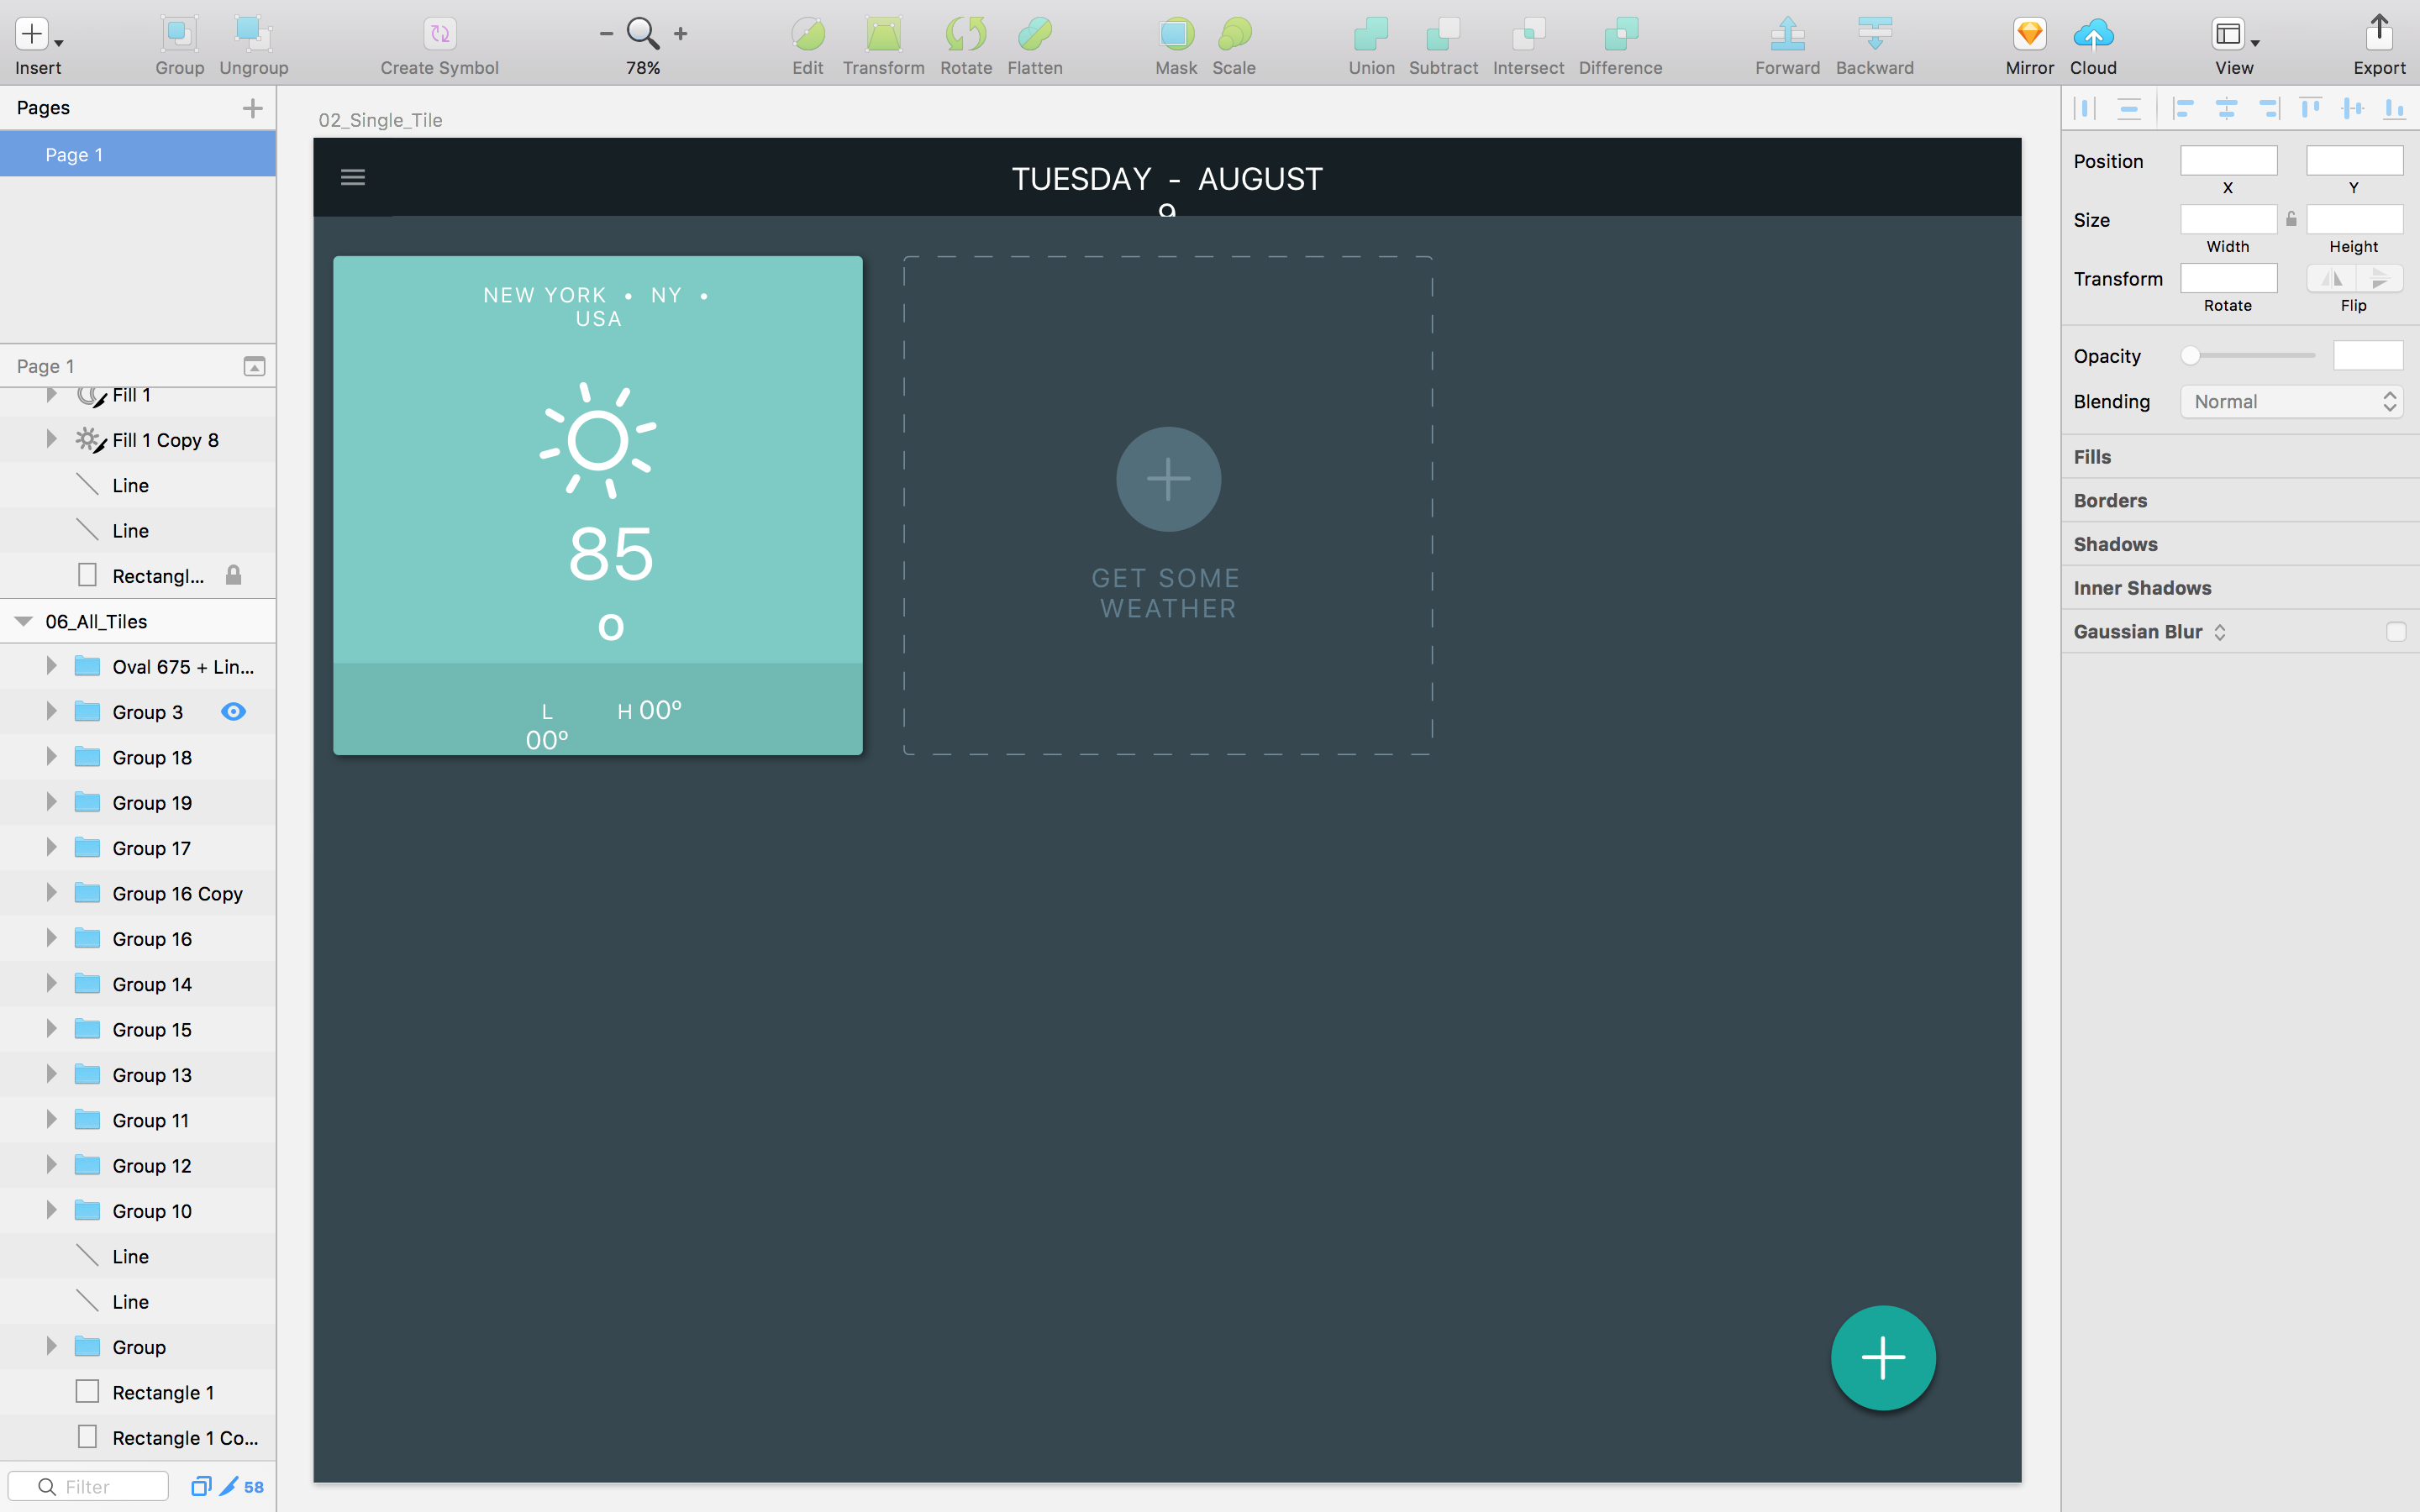 Insert
Group
Ungroup
Create Symbol
78%
Edit
Transform
Rotate
Flatten
Mask
Scale
Union
Subtract
Intersect
Difference
Forward
Backward
Mirror
Cloud
View
Export
Pages
Page 1
Page 1
Fill 1
Fill 1 Copy 8
Line
Line
Rectangl...
06_All_Tiles
Oval 675 + Lin...
Group 3
Group 18
Group 19
Group 17
Group 16 Copy
Group 16
Group 14
Group 15
Group 13
Group 11
Group 12
Group 10
Line
Line
Group
Rectangle 1
Rectangle 1 Co...
Filter
58
02_Single_Tile
TUESDAY - AUGUST
9
NEW YORK • NY •
USA
85
o
L
00º
H 00º
GET SOME
WEATHER
Position
X
Y
Size
Width
Height
Transform
Rotate
Flip
Opacity
Blending
Normal
Fills
Borders
Shadows
Inner Shadows
Gaussian Blur